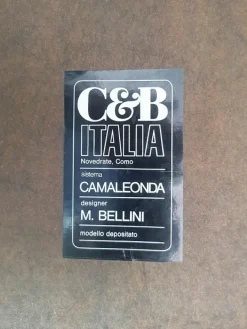 C&B
ITALIA
Novedrate, Como
sistema
CAMALEONDA
designer
M. BELLINI
modello depositato